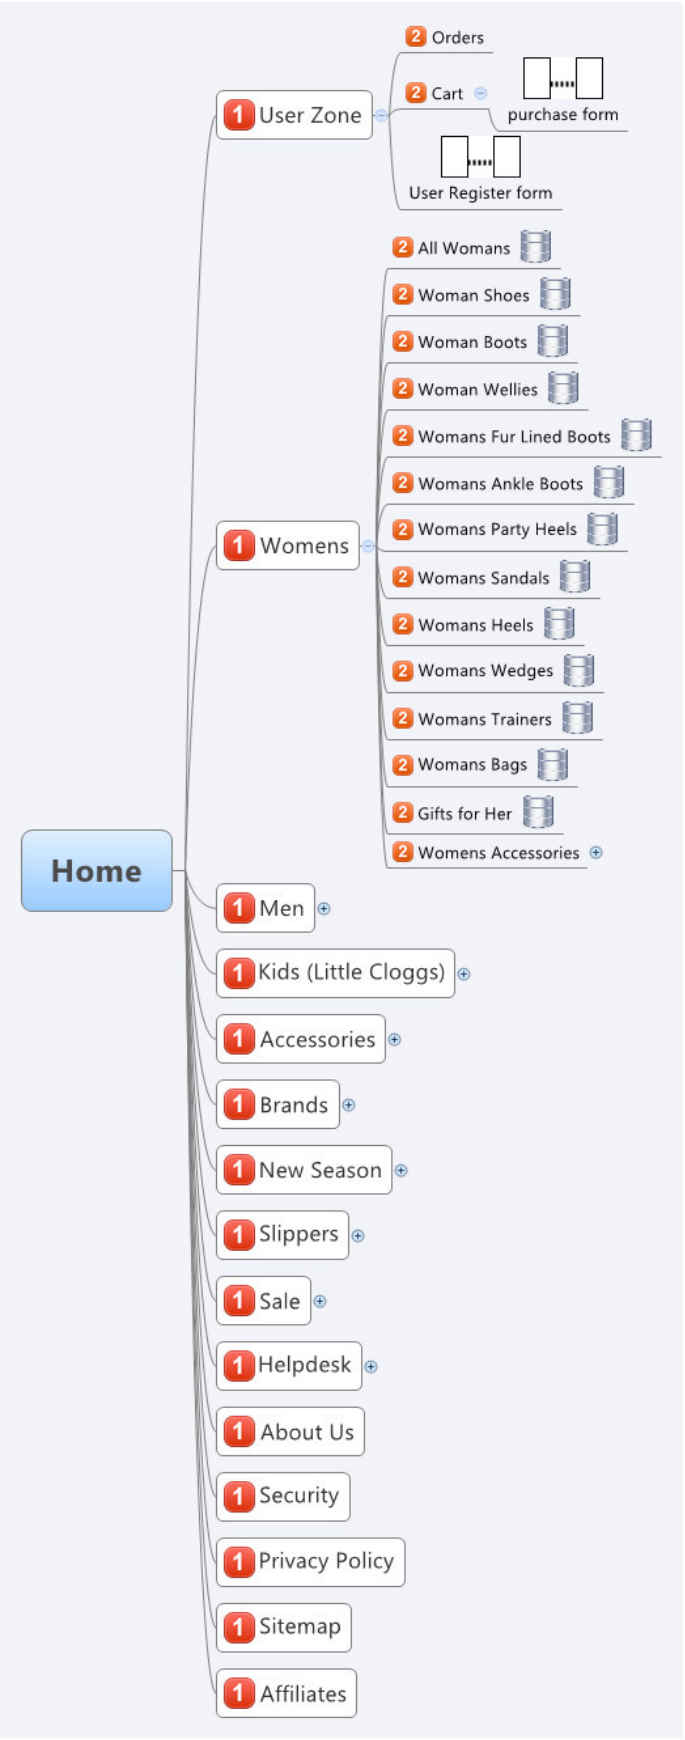 2 Orders
1 User Zone
2 Cart
purchase form
User Register form
2 All Womans
2 Woman Shoes
2 Woman Boots
2 Woman Wellies
2 Womans Fur Lined Boots
2 Womans Ankle Boots
2 Womans Party Heels
1 Womens
2 Womans Sandals
2 Womans Heels
2 Womans Wedges
2 Womans Trainers
2 Womans Bags
2 Gifts for Her
2 Womens Accessories
Home
1 Men
1 Kids (Little Cloggs)
1 Accessories
1 Brands
1 New Season
1 Slippers
1 Sale
1 Helpdesk
1 About Us
1 Security
1 Privacy Policy
1 Sitemap
1 Affiliates